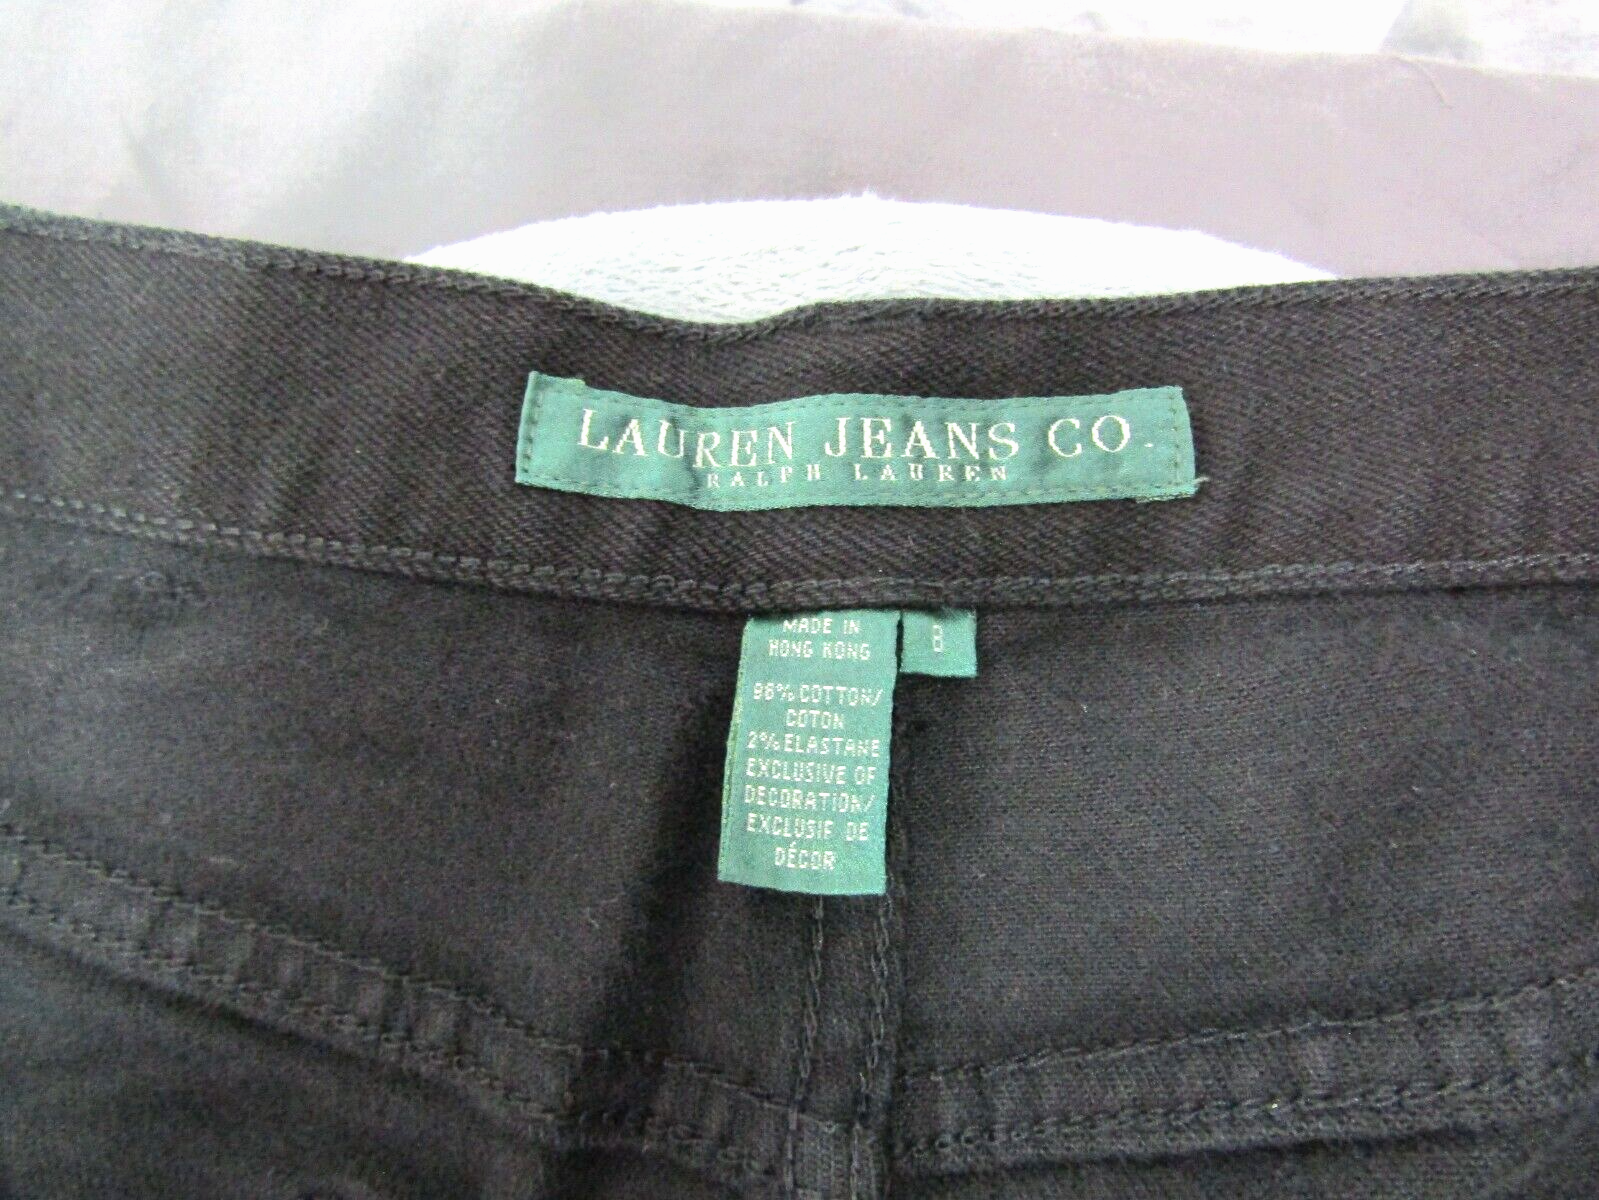 LAUREN JEANS CO.
RALPH LAUREN
MADE IN
HONG KONG
8
98% COTTON/
COTON
2% ELASTANE
EXCLUSIVE OF
DECORATION/
EXCLUSIF DE
DÉCOR